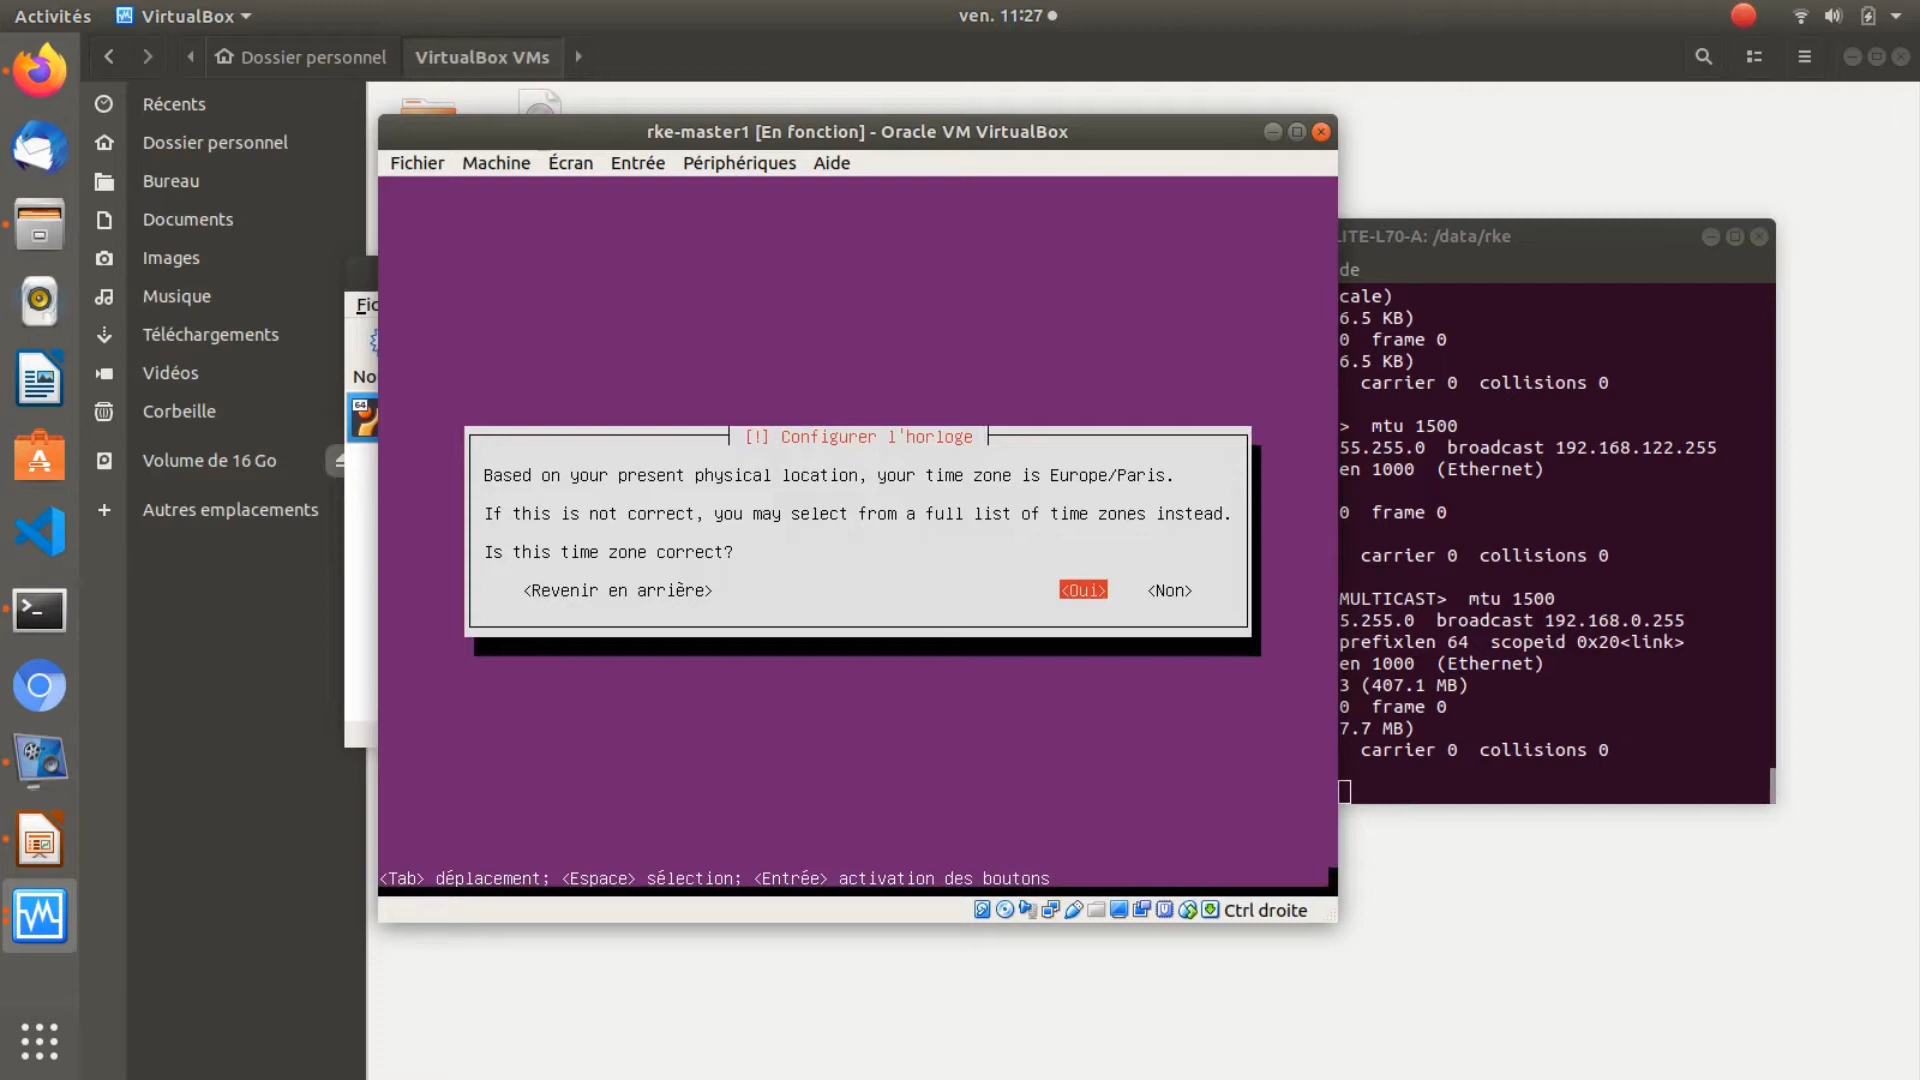 Activités
VirtualBox
ven. 11:27
Dossier personnel
VirtualBox VMs
Récents
Dossier personnel
Bureau
Documents
Images
Musique
Téléchargements
Vidéos
Corbeille
Volume de 16 Go
Autres emplacements
Fic
No
64
rke-master1 [En fonction] - Oracle VM VirtualBox
Fichier Machine Écran Entrée Périphériques Aide
[!] Configurer l'horloge
Based on your present physical location, your time zone is Europe/Paris.
If this is not correct, you may select from a full list of time zones instead.
Is this time zone correct?
<Revenir en arrière> <Oui> <Non>
<Tab> déplacement; <Espace> sélection; <Entrée> activation des boutons
Ctrl droite
LITE-L70-A: /data/rke
de
cale)
6.5 KB)
0 frame 0
6.5 KB)
carrier 0 collisions 0
> mtu 1500
55.255.0 broadcast 192.168.122.255
en 1000 (Ethernet)
0 frame 0
carrier 0 collisions 0
MULTICAST> mtu 1500
5.255.0 broadcast 192.168.0.255
prefixlen 64 scopeid 0x20<link>
en 1000 (Ethernet)
3 (407.1 MB)
0 frame 0
7.7 MB)
carrier 0 collisions 0